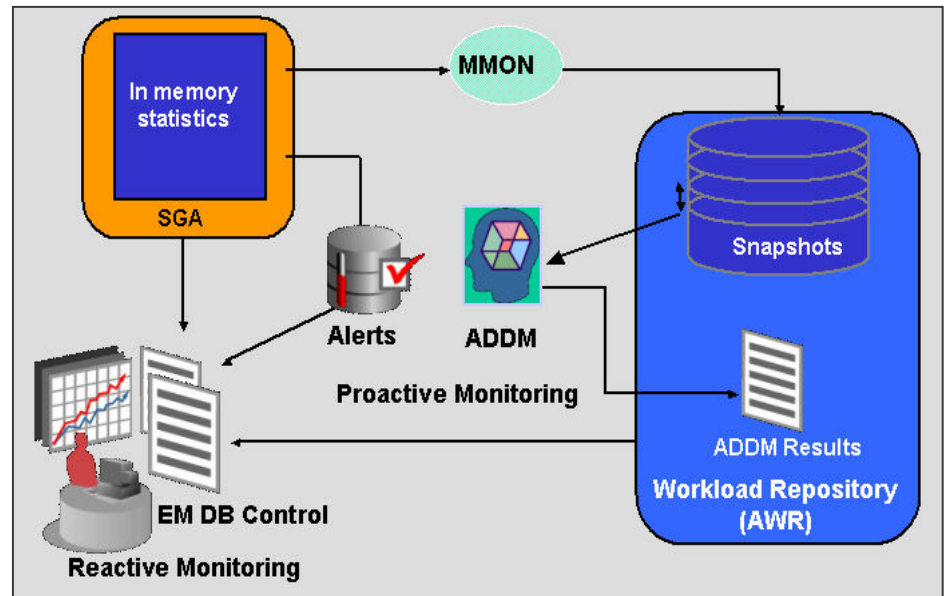 In memory
statistics
SGA
MMON
Snapshots
Alerts
ADDM
Proactive Monitoring
ADDM Results
Workload Repository
(AWR)
EM DB Control
Reactive Monitoring